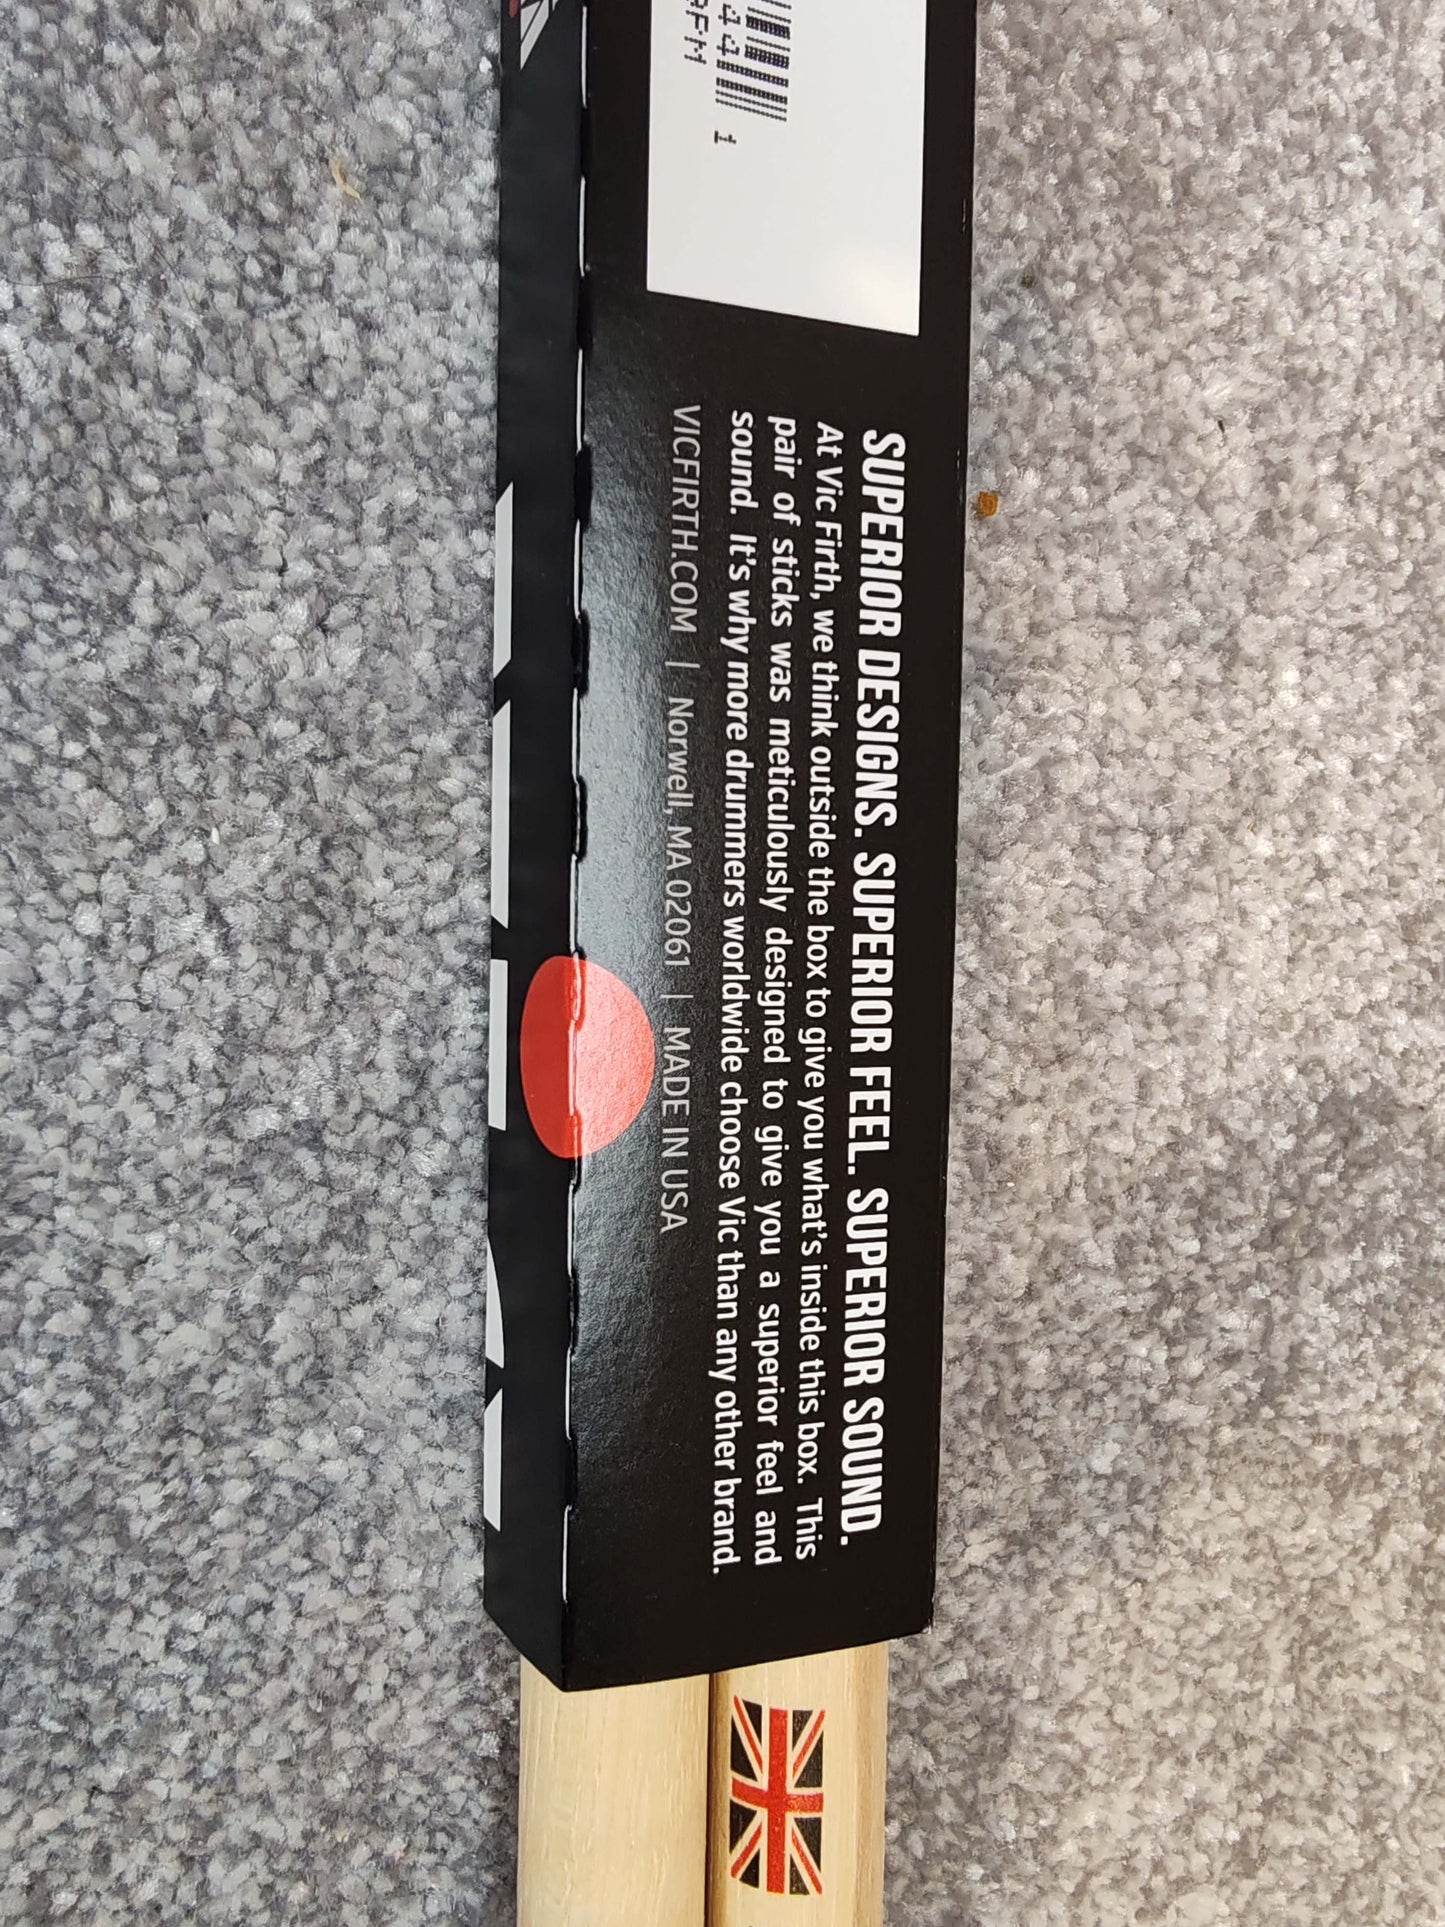 1
SUPERIOR DESIGNS. SUPERIOR FEEL. SUPERIOR SOUND.
At Vic Firth, we think outside the box to give you what's inside this box. This
pair of sticks was meticulously designed to give you a superior feel and
sound. It's why more drummers worldwide choose Vic than any other brand.
VICFIRTH.COM | Norwell, MA 02061 | MADE IN USA